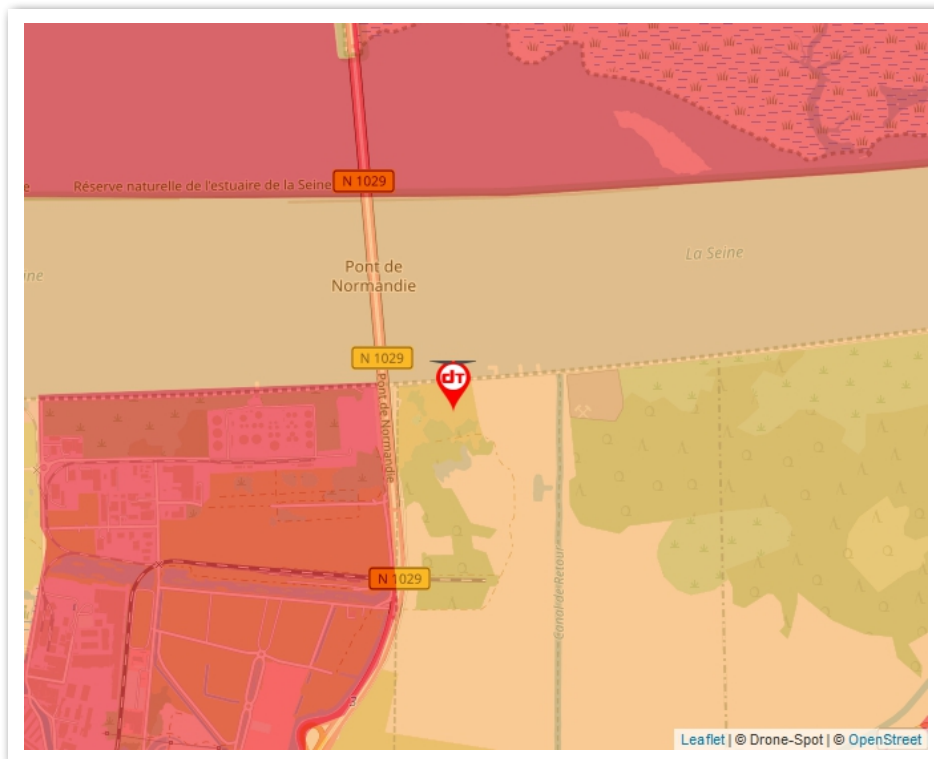 Réserve naturelle de l'estuaire de la Seine
N 1029
La Seine
Pont de
Normandie
N 1029
dT
Pont de Normandie
N 1029
Canal de Retour
Leaflet | © Drone-Spot | © OpenStreet